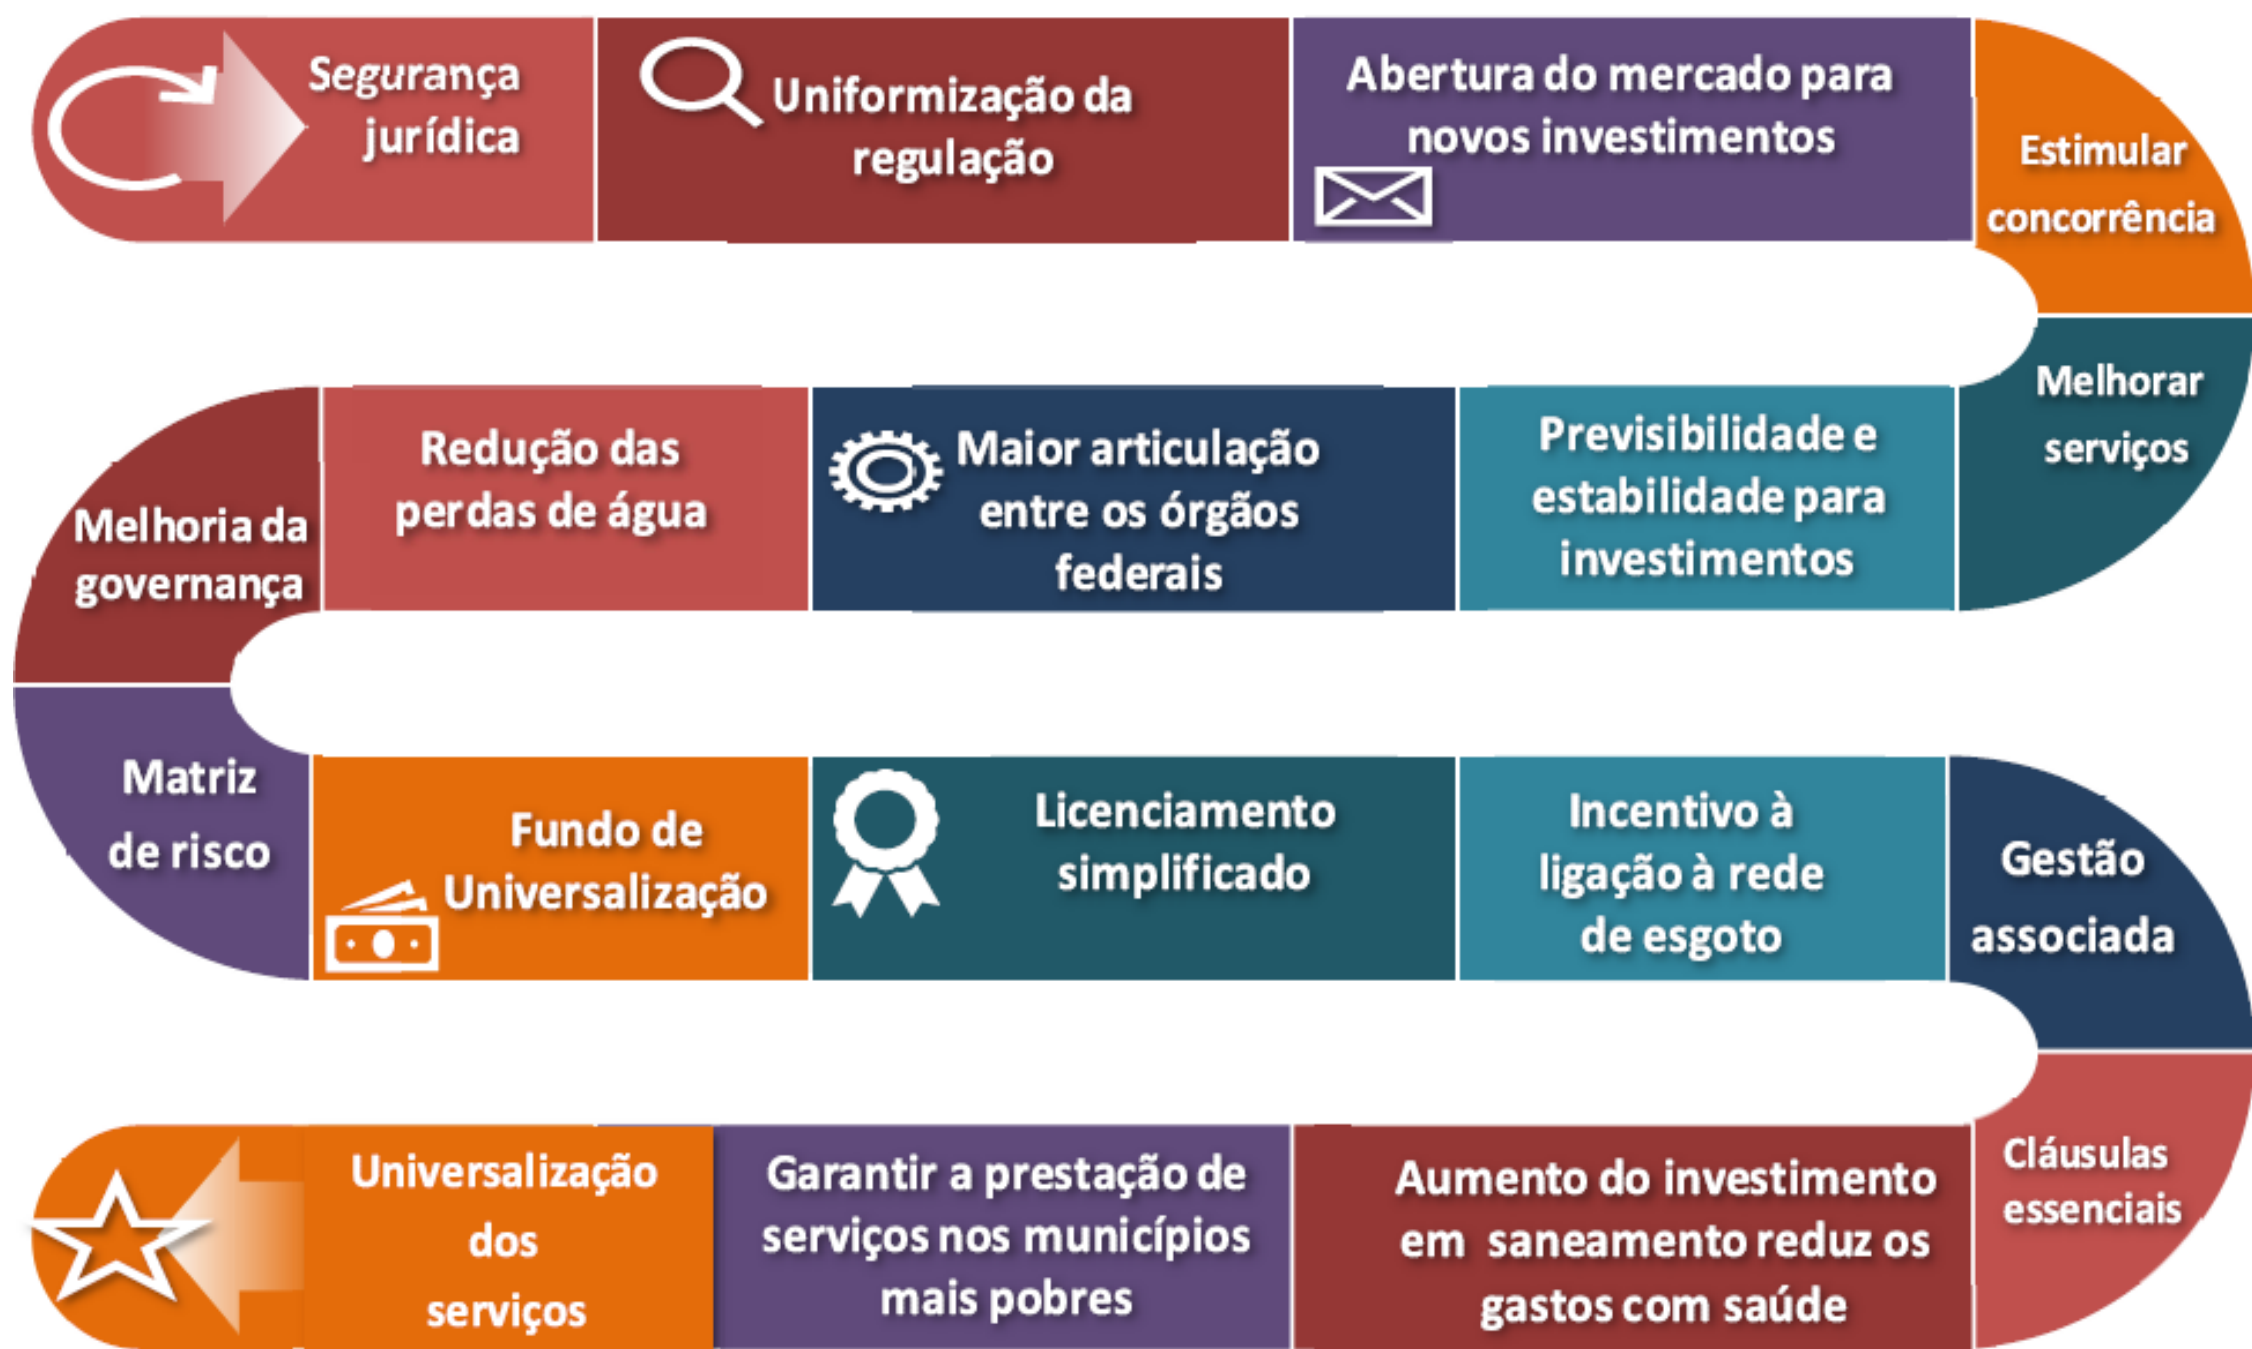 Segurança
jurídica
Uniformização da
regulação
Abertura do mercado para
novos investimentos
Estimular
concorrência
Melhorar
serviços
Previsibilidade e
estabilidade para
investimentos
Maior articulação
entre os órgãos
federais
Redução das
perdas de água
Melhoria da
governança
Matriz
de risco
Fundo de
Universalização
Licenciamento
simplificado
Incentivo à
ligação à rede
de esgoto
Gestão
associada
Cláusulas
essenciais
Aumento do investimento
em saneamento reduz os
gastos com saúde
Garantir a prestação de
serviços nos municípios
mais pobres
Universalização
dos
serviços